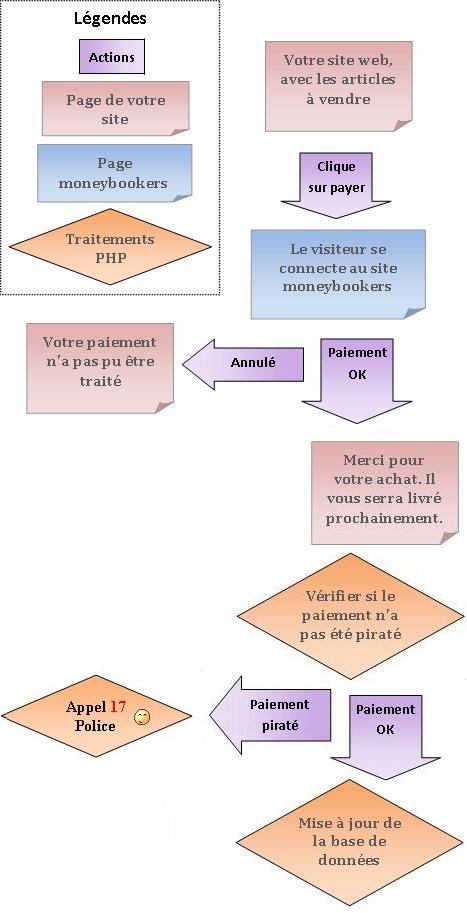 Légendes
Actions
Page de votre
site
Page
moneybookers
Traitements
PHP
Votre site web,
avec les articles
à vendre
Clique
sur payer
Le visiteur se
connecte au site
moneybookers
Votre paiement
n'a pas pu être
traité
Annulé
Paiement
OK
Merci pour
votre achat. Il
vous serra livré
prochainement.
Vérifier si le
paiement n'a
pas été piraté
Appel 17
Police
Paiement
piraté
Paiement
OK
Mise à jour de
la base de
données